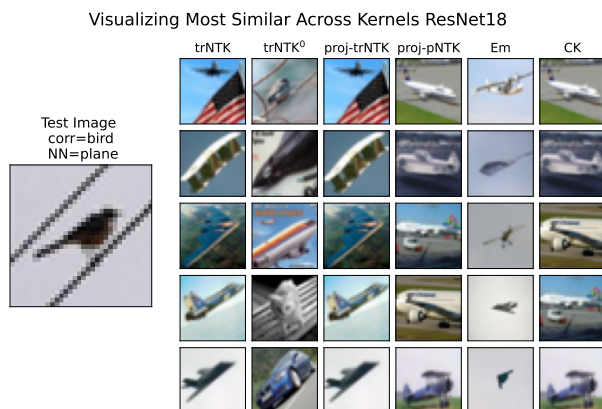 Visualizing Most Similar Across Kernels ResNet18
trNTK trNTK⁰ proj-trNTK proj-pNTK Em CK
Test Image
corr=bird
NN=plane